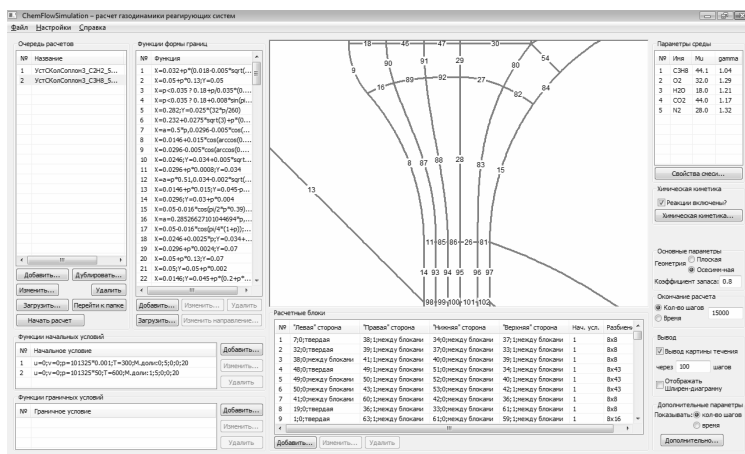 ChemFlowSimulation – расчет газодинамики реагирующих систем
Файл Настройки Справка
Очередь расчетов
№ Название
1 УстСКолСоплом3_C2H2_S...
2 УстСКолСоплом3_C3H8_S...
Добавить... Дублировать...
Изменить... Удалить
Загрузить... Перейти к папке
Начать расчет
Функции формы границ
№ Функция
1 X=0.032+p*(0.018-0.005*sqrt(...
2 X=0.05+p*0.13;Y=0.05
3 X=p<0.035 ? 0.18+p/0.035*(0....
4 X=p<0.035 ? 0.18+0.008*sin(pi...
5 X=0.282;Y=0.025*(32*p/260)
6 X=0.232+0.0275*sqrt(3)+p*(0....
7 X=a=0.5*p,0.0296-0.005*cos(...
8 X=0.0146+0.015*cos(arccos(0....
9 X=0.0296-0.005*cos(arccos(0....
10 X=0.0246;Y=0.034+0.005*sqrt...
11 X=0.0296+p*0.0008;Y=0.034
12 X=a=p*0.51,0.034-0.002*sqrt(...
13 X=0.0146+p*0.015;Y=0.045-p...
14 X=0.0296;Y=0.03+p*0.004
15 X=0.05-0.016*cos(pi/2*p*0.39)...
16 X=a=0.28526627101044694*p,...
17 X=0.05-0.016*cos(pi/4*(1+p));...
18 X=0.0246+0.0025*p;Y=0.034+...
19 X=0.0296+p*0.0024;Y=0.07
20 X=0.05+p*0.13;Y=0.07
21 X=0.05;Y=0.05+p*0.002
22 X=0.0146;Y=0.045+p*(0.2+p*...
Добавить... Изменить... Удалить
Загрузить... Изменить направление...
18 46 47 30
9 90 91 29 80 54
16 89 92 27 82 84
8 87 88 28 83 15
13
11 85 86 26 81
14 93 94 95 96 97
98 99 100 101 102
Параметры среды
№ Имя Mu gamma
1 C3H8 44.1 1.04
2 O2 32.0 1.29
3 H2O 18.0 1.21
4 CO2 44.0 1.17
5 N2 28.0 1.32
Свойства смеси...
Химическая кинетика
Реакции включены?
Химическая кинетика...
Основные параметры
Геометрия Плоская
Осесимм-ная
Коэффициент запаса: 0.8
Окончание расчета
Кол-во шагов 15000
Время
Вывод
Вывод картины течения
через 100 шагов
Отображать
Шлирен-диаграмму
Дополнительные параметры
Показывать: кол-во шагов
время
Дополнительно...
Функции начальных условий
№ Начальное условие
1 u=0;v=0;p=101325*0.001;T=300;М.доли:0;5;0;0;20
2 u=0;v=0;p=101325*50;T=600;М.доли:1;5;0;0;20
Добавить...
Изменить...
Удалить
Функции граничных условий
№ Граничное условие
Добавить...
Изменить...
Удалить
Расчетные блоки
№ "Левая" сторона "Правая" сторона "Нижняя" сторона "Верхняя" сторона Нач. усл. Разбиени
1 7;0;твердая 38;1;между блоками 34;0;между блоками 37;1;между блоками 1 8x8
2 32;0;твердая 39;1;между блоками 37;0;между блоками 33;1;между блоками 1 8x8
3 38;0;между блоками 41;1;между блоками 40;0;между блоками 39;0;между блоками 1 8x8
4 48;0;твердая 49;1;между блоками 51;0;между блоками 34;1;между блоками 1 8x43
5 49;0;между блоками 50;1;между блоками 52;0;между блоками 40;1;между блоками 1 8x43
6 50;0;между блоками 43;1;между блоками 53;0;между блоками 42;1;между блоками 1 8x43
7 41;0;между блоками 60;1;между блоками 42;0;между блоками 36;0;между блоками 1 8x8
8 19;0;твердая 36;1;между блоками 33;0;между блоками 61;1;между блоками 1 8x8
9 1;0;твердая 63;1;между блоками 61;0;между блоками 39;1;между блоками 1 8x16
Добавить... Изменить... Удалить